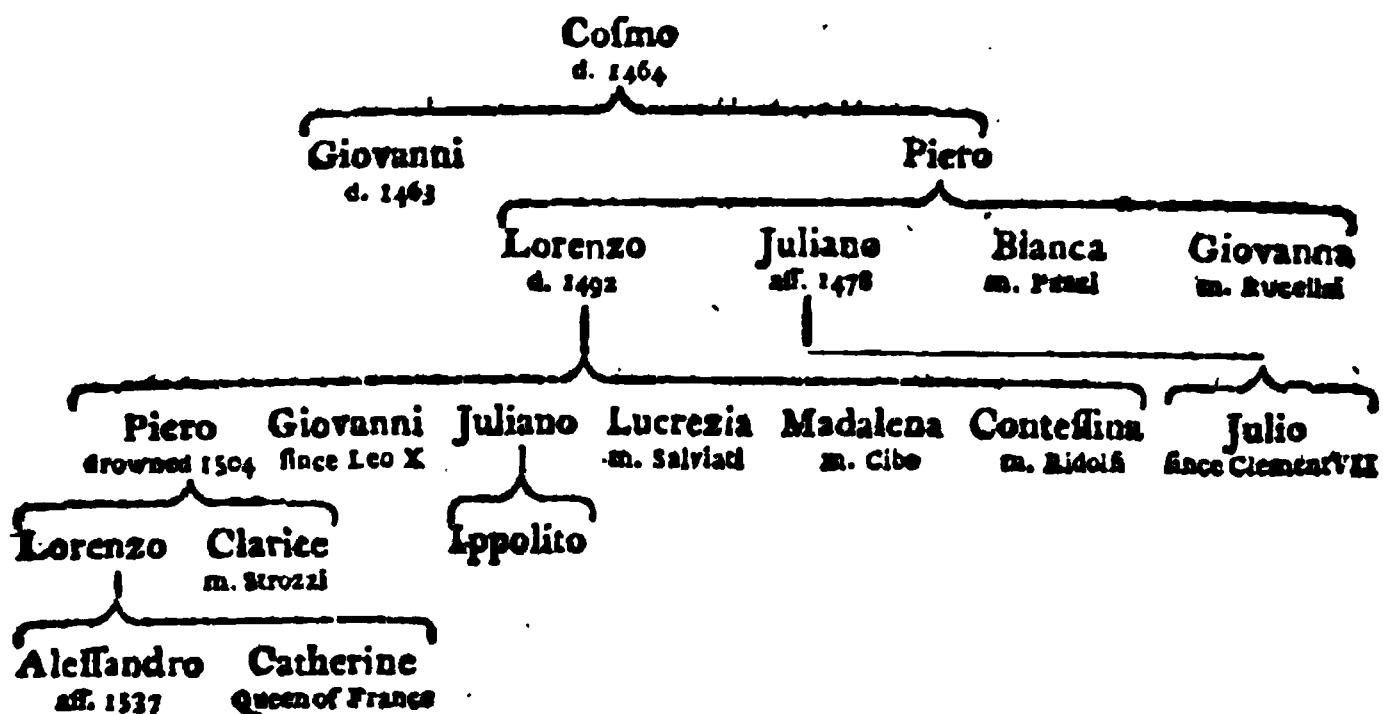 Coſmo
d. 1464
Giovanni Piero
d. 1463
Lorenzo Juliano Bianca Giovanna
d. 1492 aſſ. 1478 m. Pazzi m. Rucellai
Piero Giovanni Juliano Lucrezia Madalena Conteſſina Julio
drowned 1504 ſince Leo X m. Salviati m. Cibo m. Ridolfi ſince Clement VII
Lorenzo Clarice Ippolito
m. Strozzi
Aleſſandro Catherine
aſſ. 1537 Queen of France